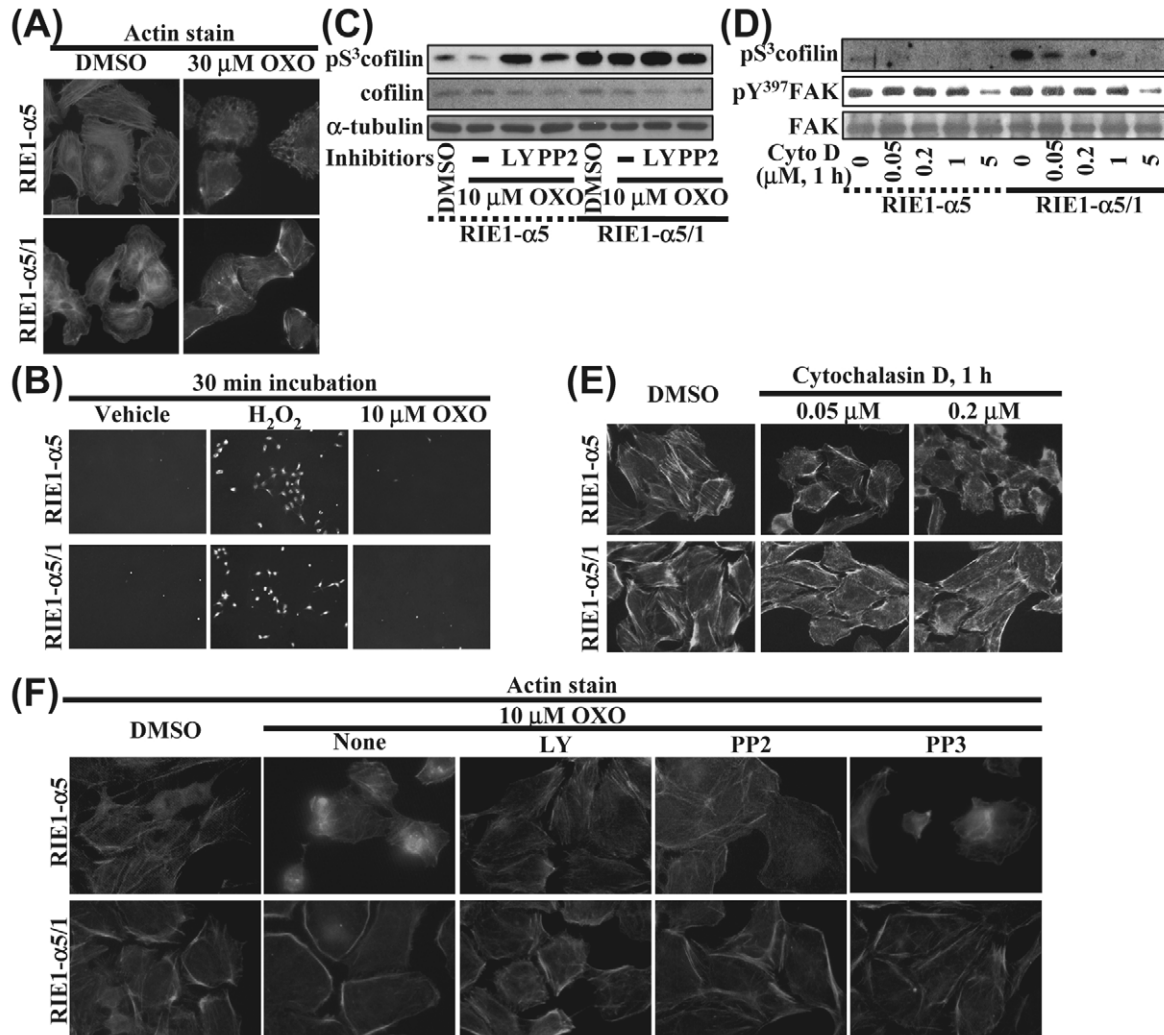 (A)
Actin stain
DMSO 30 μM OXO
RIE1-α5
RIE1-α5/1
(B)
30 min incubation
Vehicle H₂O₂ 10 μM OXO
RIE1-α5
RIE1-α5/1
(C)
pS³cofilin
cofilin
α-tubulin
Inhibitiors DMSO – LY PP2 DMSO – LY PP2
10 μM OXO 10 μM OXO
RIE1-α5 RIE1-α5/1
(D)
pS³cofilin
pY³⁹⁷FAK
FAK
Cyto D 0 0.05 0.2 1 5 0 0.05 0.2 1 5
(μM, 1 h)
RIE1-α5 RIE1-α5/1
(E)
DMSO Cytochalasin D, 1 h
0.05 μM 0.2 μM
RIE1-α5
RIE1-α5/1
(F)
Actin stain
DMSO 10 μM OXO
None LY PP2 PP3
RIE1-α5
RIE1-α5/1